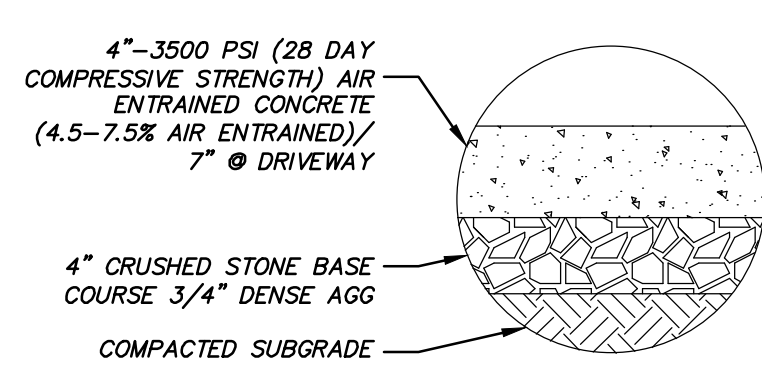 4"-3500 PSI (28 DAY
COMPRESSIVE STRENGTH) AIR
ENTRAINED CONCRETE
(4.5-7.5% AIR ENTRAINED)/
7" @ DRIVEWAY
4" CRUSHED STONE BASE
COURSE 3/4" DENSE AGG
COMPACTED SUBGRADE